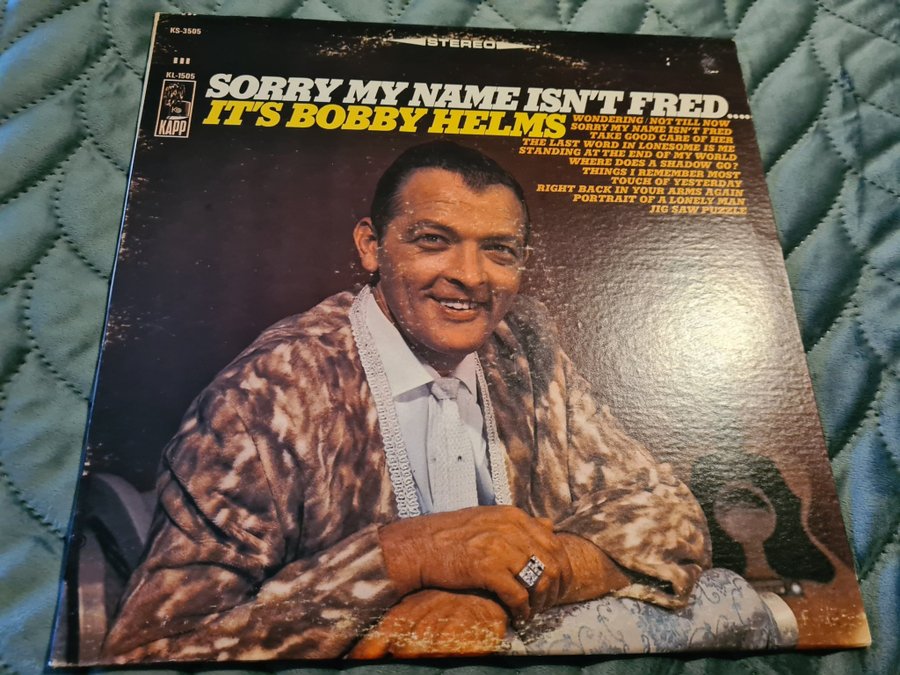 KS-3505
STEREO
KL-1505
KAPP
SORRY MY NAME ISN'T FRED....
IT'S BOBBY HELMS
WONDERING/NOT TILL NOW
SORRY MY NAME ISN'T FRED
TAKE GOOD CARE OF HER
THE LAST WORD IN LONESOME IS ME
STANDING AT THE END OF MY WORLD
WHERE DOES A SHADOW GO?
THINGS I REMEMBER MOST
TOUCH OF YESTERDAY
RIGHT BACK IN YOUR ARMS AGAIN
PORTRAIT OF A LONELY MAN
JIG SAW PUZZLE